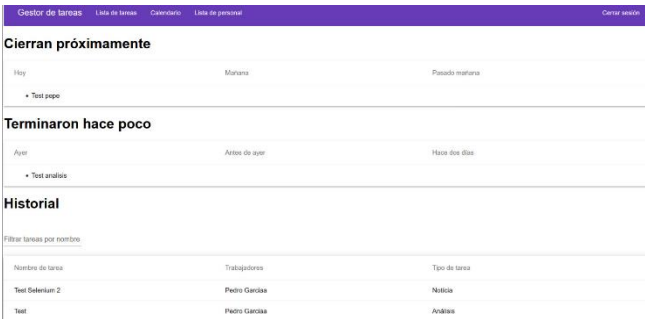 Gestor de tareas Lista de tareas Calendario Lista de personal Cerrar sesión
Cierran próximamente
Hoy Mañana Pasado mañana
• Test pepe
Terminaron hace poco
Ayer Antes de ayer Hace dos días
• Test analisis
Historial
Filtrar tareas por nombre
Nombre de tarea Trabajadores Tipo de tarea
Test Selenium 2 Pedro Garciaa Noticia
Test Pedro Garciaa Análisis